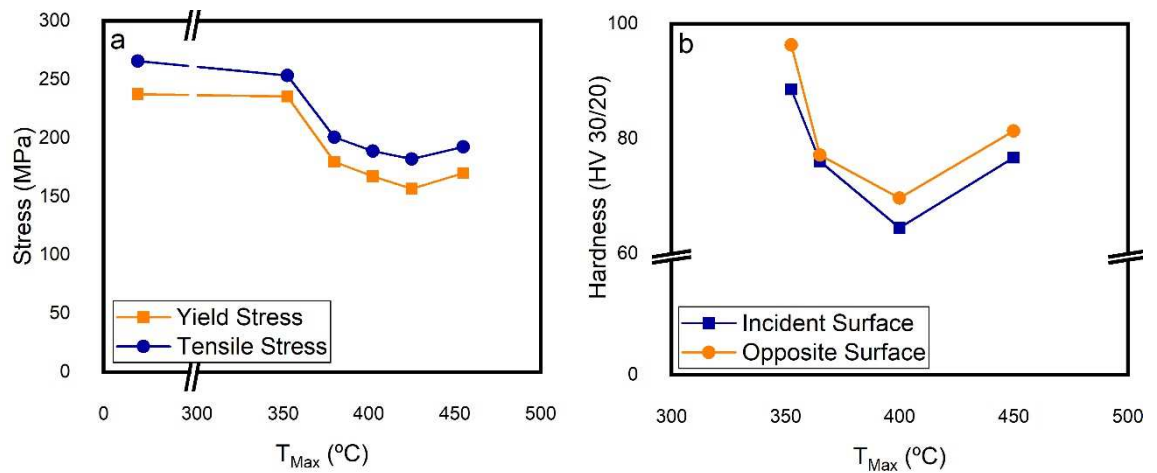 a
Stress (MPa)
300
250
200
150
100
50
0
Yield Stress
Tensile Stress
0 300 350 400 450 500
T_Max (ºC)
b
Hardness (HV 30/20)
100
80
60
0
Incident Surface
Opposite Surface
300 350 400 450 500
T_Max (ºC)